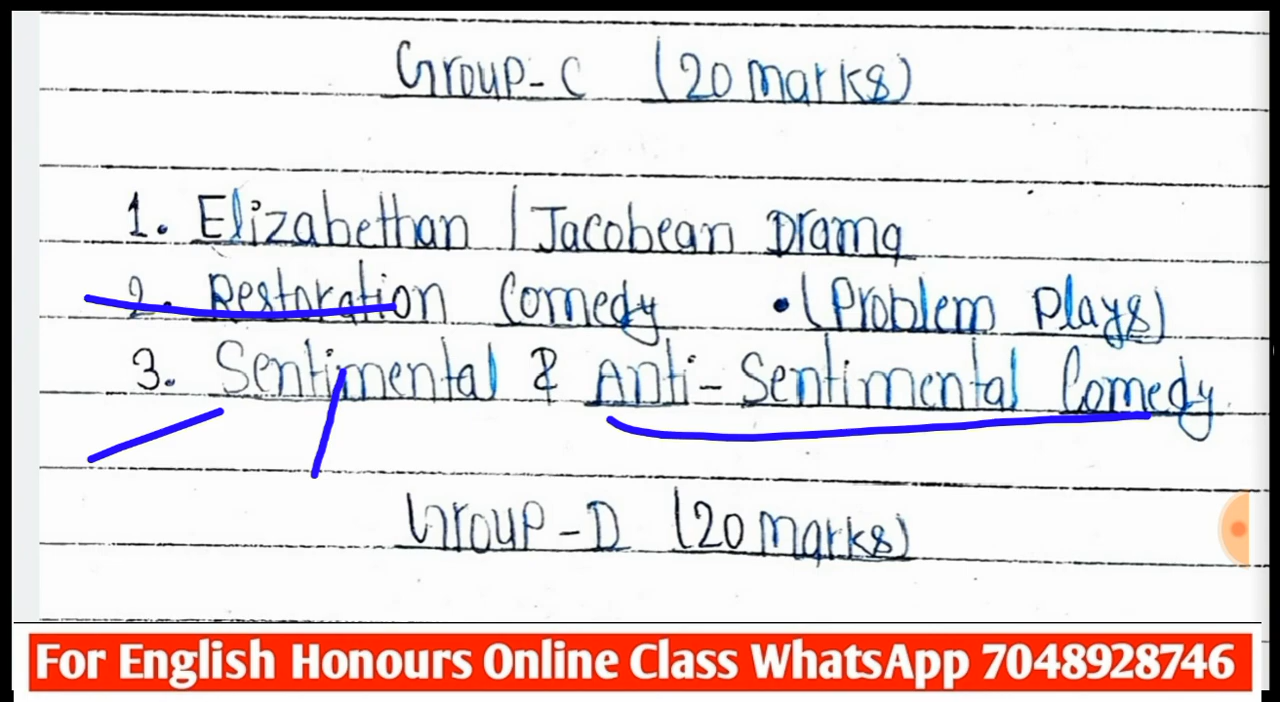 Group-C (20 marks)
1. Elizabethan / Jacobean Drama
2. Restoration Comedy • (Problem Plays)
3. Sentimental & Anti-Sentimental Comedy
Group-D (20 marks)
For English Honours Online Class WhatsApp 7048928746